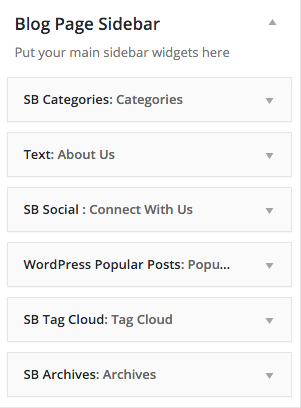 Blog Page Sidebar
Put your main sidebar widgets here
SB Categories: Categories
Text: About Us
SB Social : Connect With Us
WordPress Popular Posts: Popu...
SB Tag Cloud: Tag Cloud
SB Archives: Archives